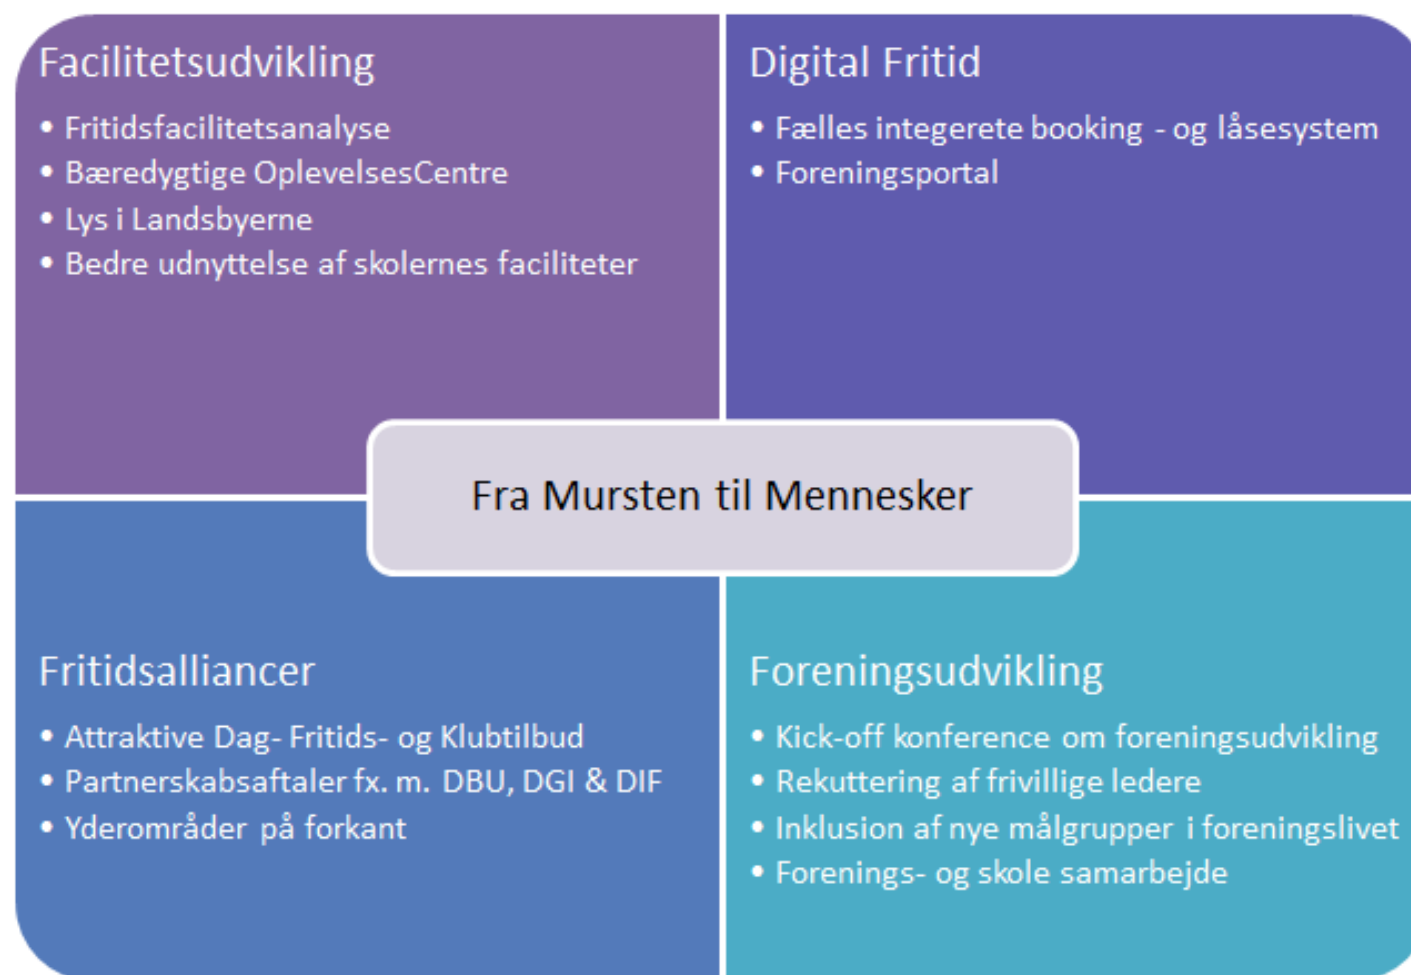 Facilitetsudvikling
• Fritidsfacilitetsanalyse
• Bæredygtige OplevelsesCentre
• Lys i Landsbyerne
• Bedre udnyttelse af skolernes faciliteter
Digital Fritid
• Fælles integerete booking - og låsesystem
• Foreningsportal
Fra Mursten til Mennesker
Fritidsalliancer
• Attraktive Dag- Fritids- og Klubtilbud
• Partnerskabsaftaler fx. m. DBU, DGI & DIF
• Yderområder på forkant
Foreningsudvikling
• Kick-off konference om foreningsudvikling
• Rekuttering af frivillige ledere
• Inklusion af nye målgrupper i foreningslivet
• Forenings- og skole samarbejde